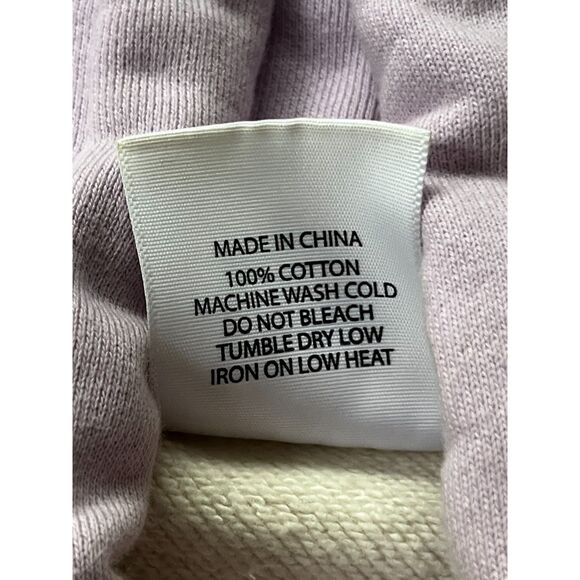 MADE IN CHINA
100% COTTON
MACHINE WASH COLD
DO NOT BLEACH
TUMBLE DRY LOW
IRON ON LOW HEAT